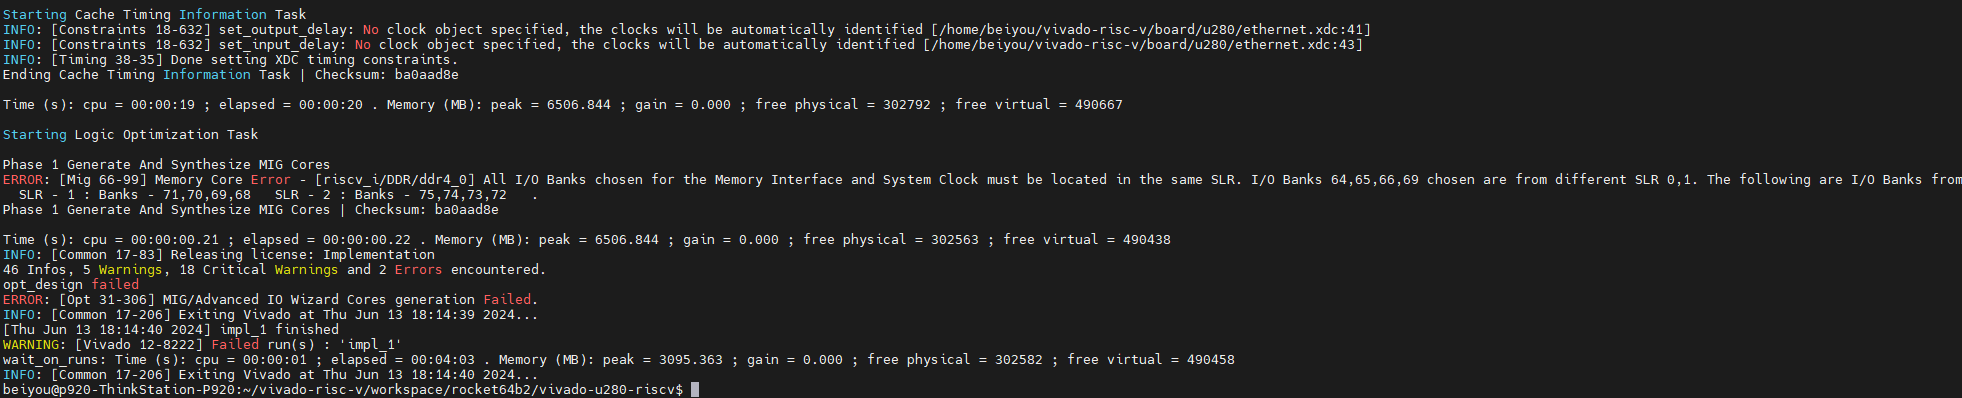 Starting Cache Timing Information Task
INFO: [Constraints 18-632] set_output_delay: No clock object specified, the clocks will be automatically identified [/home/beiyou/vivado-risc-v/board/u280/ethernet.xdc:41]
INFO: [Constraints 18-632] set_input_delay: No clock object specified, the clocks will be automatically identified [/home/beiyou/vivado-risc-v/board/u280/ethernet.xdc:43]
INFO: [Timing 38-35] Done setting XDC timing constraints.
Ending Cache Timing Information Task | Checksum: ba0aad8e
Time (s): cpu = 00:00:19 ; elapsed = 00:00:20 . Memory (MB): peak = 6506.844 ; gain = 0.000 ; free physical = 302792 ; free virtual = 490667
Starting Logic Optimization Task
Phase 1 Generate And Synthesize MIG Cores
ERROR: [Mig 66-99] Memory Core Error - [riscv_i/DDR/ddr4_0] All I/O Banks chosen for the Memory Interface and System Clock must be located in the same SLR. I/O Banks 64,65,66,69 chosen are from different SLR 0,1. The following are I/O Banks from
SLR - 1 : Banks - 71,70,69,68   SLR - 2 : Banks - 75,74,73,72   .
Phase 1 Generate And Synthesize MIG Cores | Checksum: ba0aad8e
Time (s): cpu = 00:00:00.21 ; elapsed = 00:00:00.22 . Memory (MB): peak = 6506.844 ; gain = 0.000 ; free physical = 302563 ; free virtual = 490438
INFO: [Common 17-83] Releasing license: Implementation
46 Infos, 5 Warnings, 18 Critical Warnings and 2 Errors encountered.
opt_design failed
ERROR: [Opt 31-306] MIG/Advanced IO Wizard Cores generation Failed.
INFO: [Common 17-206] Exiting Vivado at Thu Jun 13 18:14:39 2024...
[Thu Jun 13 18:14:40 2024] impl_1 finished
WARNING: [Vivado 12-8222] Failed run(s) : 'impl_1'
wait_on_runs: Time (s): cpu = 00:00:01 ; elapsed = 00:04:03 . Memory (MB): peak = 3095.363 ; gain = 0.000 ; free physical = 302582 ; free virtual = 490458
INFO: [Common 17-206] Exiting Vivado at Thu Jun 13 18:14:40 2024...
beiyou@p920-ThinkStation-P920:~/vivado-risc-v/workspace/rocket64b2/vivado-u280-riscv$